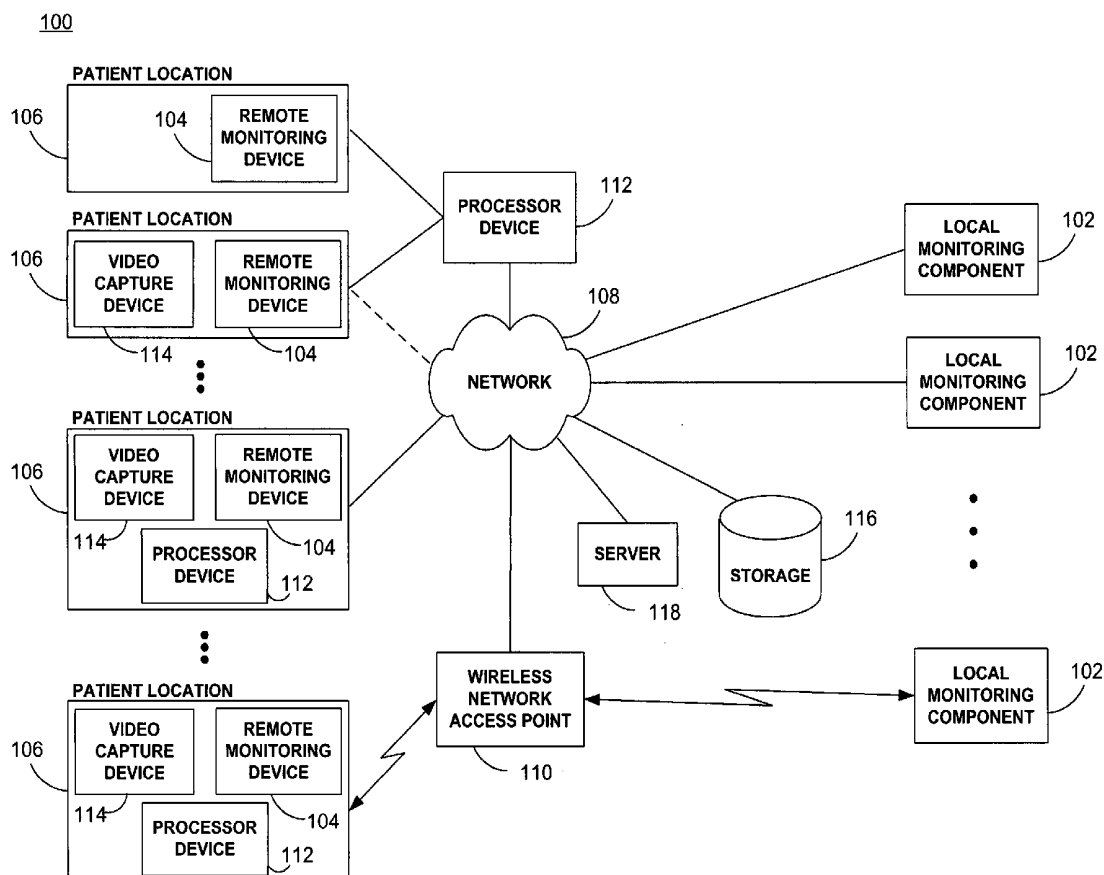 100
PATIENT LOCATION
106
104
REMOTE
MONITORING
DEVICE
PATIENT LOCATION
106
VIDEO
CAPTURE
DEVICE
REMOTE
MONITORING
DEVICE
114
104
PROCESSOR
DEVICE
112
108
NETWORK
LOCAL
MONITORING
COMPONENT
102
LOCAL
MONITORING
COMPONENT
102
PATIENT LOCATION
106
VIDEO
CAPTURE
DEVICE
REMOTE
MONITORING
DEVICE
114
104
PROCESSOR
DEVICE
112
SERVER
118
STORAGE
116
PATIENT LOCATION
106
VIDEO
CAPTURE
DEVICE
REMOTE
MONITORING
DEVICE
114
104
PROCESSOR
DEVICE
112
WIRELESS
NETWORK
ACCESS POINT
110
LOCAL
MONITORING
COMPONENT
102